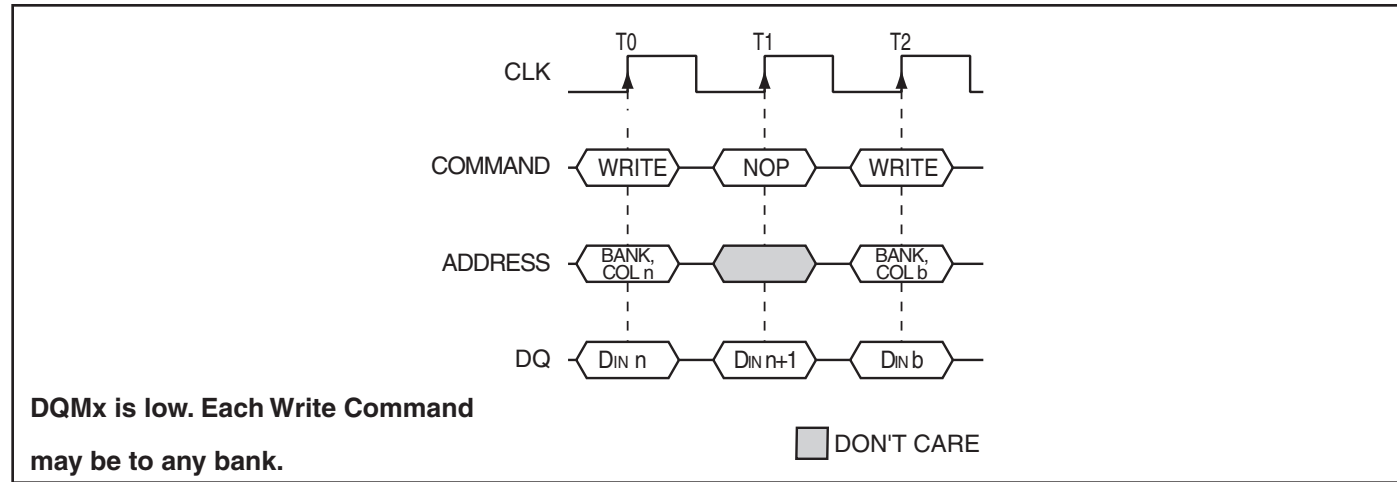 T0 T1 T2
CLK
COMMAND WRITE NOP WRITE
ADDRESS BANK, COL n BANK, COL b
DQ DIN n DIN n+1 DIN b
DQMx is low. Each Write Command
may be to any bank.
DON'T CARE